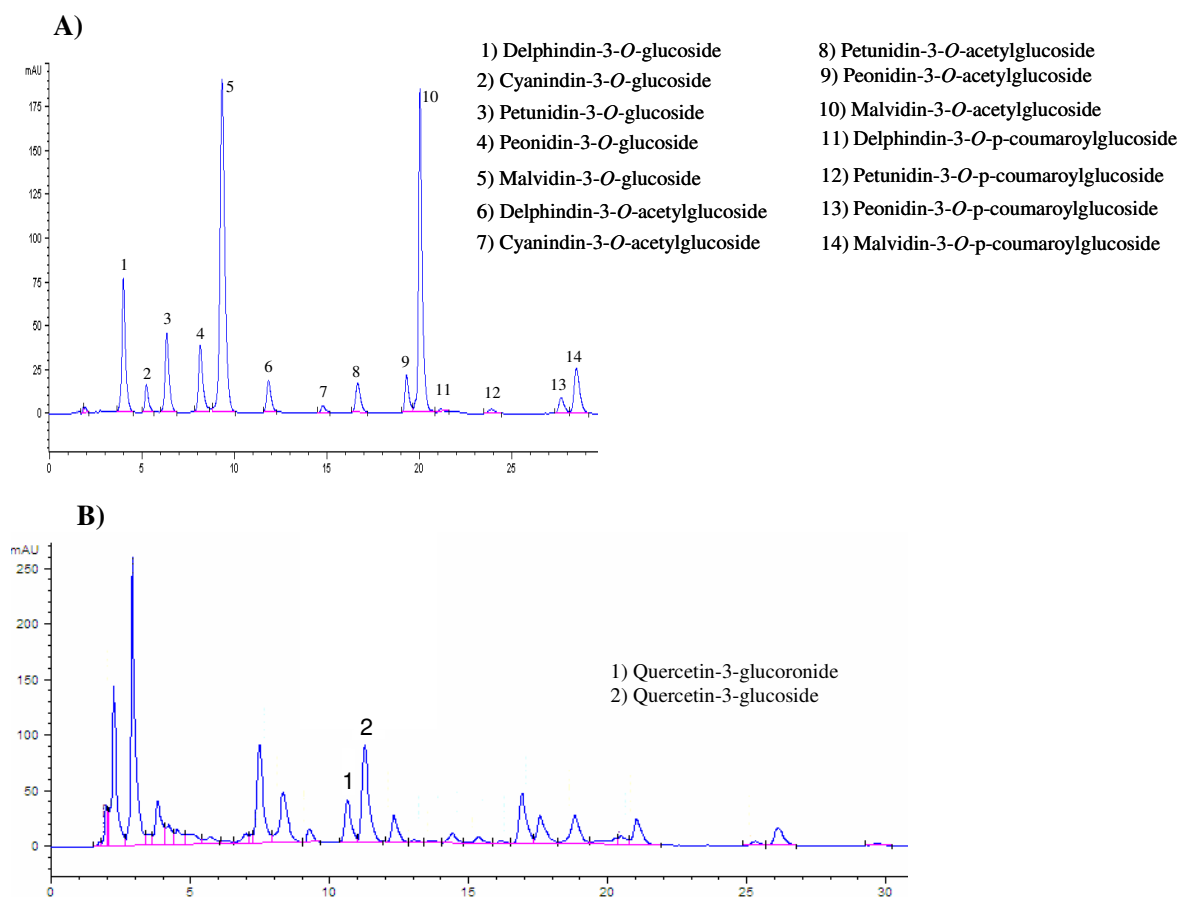 A)
1) Delphindin-3-O-glucoside
2) Cyanindin-3-O-glucoside
3) Petunidin-3-O-glucoside
4) Peonidin-3-O-glucoside
5) Malvidin-3-O-glucoside
6) Delphindin-3-O-acetylglucoside
7) Cyanindin-3-O-acetylglucoside
8) Petunidin-3-O-acetylglucoside
9) Peonidin-3-O-acetylglucoside
10) Malvidin-3-O-acetylglucoside
11) Delphindin-3-O-p-coumaroylglucoside
12) Petunidin-3-O-p-coumaroylglucoside
13) Peonidin-3-O-p-coumaroylglucoside
14) Malvidin-3-O-p-coumaroylglucoside
mAU
175
150
125
100
75
50
25
0
1
2
3
4
5
6
7
8
9
10
11
12
13
14
0 5 10 15 20 25
B)
mAU
250
200
150
100
50
0
1
2
1) Quercetin-3-glucoronide
2) Quercetin-3-glucoside
0 5 10 15 20 25 30